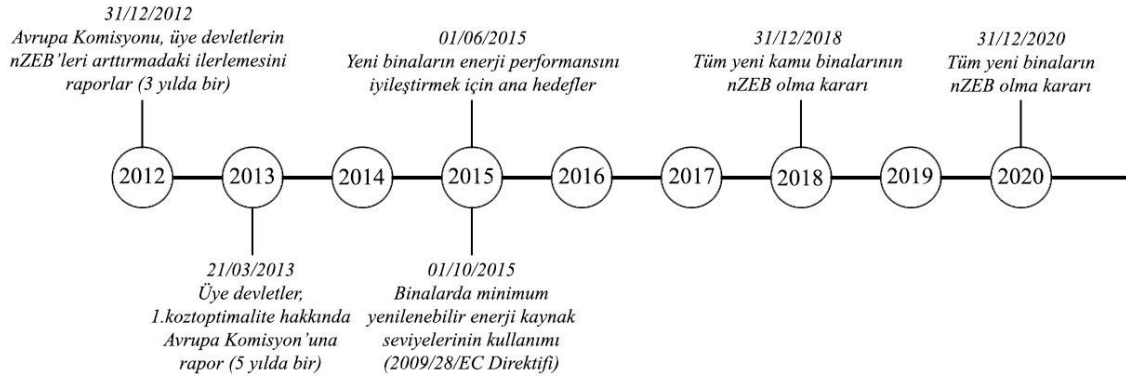 31/12/2012
Avrupa Komisyonu, üye devletlerin
nZEB'leri arttırmadaki ilerlemesini
raporlar (3 yılda bir)
01/06/2015
Yeni binaların enerji performansını
iyileştirmek için ana hedefler
31/12/2018
Tüm yeni kamu binalarının
nZEB olma kararı
31/12/2020
Tüm yeni binaların
nZEB olma kararı
2012
2013
2014
2015
2016
2017
2018
2019
2020
21/03/2013
Üye devletler,
1.koztoptimalite hakkında
Avrupa Komisyon'una
rapor (5 yılda bir)
01/10/2015
Binalarda minimum
yenilenebilir enerji kaynak
seviyelerinin kullanımı
(2009/28/EC Direktifi)